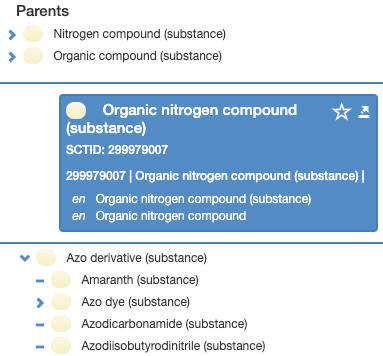 Parents
Nitrogen compound (substance)
Organic compound (substance)
Organic nitrogen compound
(substance)
SCTID: 299979007
299979007 | Organic nitrogen compound (substance) |
en Organic nitrogen compound (substance)
en Organic nitrogen compound
Azo derivative (substance)
Amaranth (substance)
Azo dye (substance)
Azodicarbonamide (substance)
Azodiisobutyrodinitrile (substance)